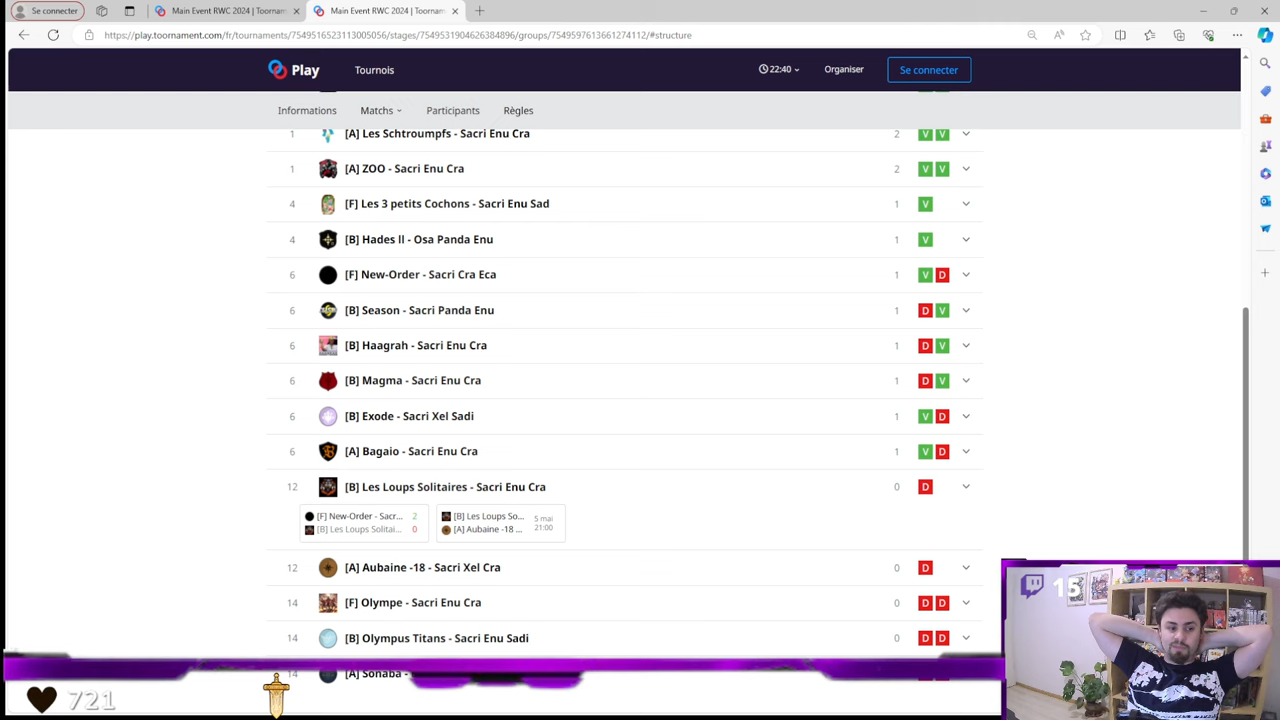 Se connecter
Main Event RWC 2024 | Toornam
Main Event RWC 2024 | Toornam
https://play.toornament.com/fr/tournaments/7549516523113005056/stages/7549531904626384896/groups/7549597613661274112/#structure
Play
Tournois
22:40
Organiser
Se connecter
Informations
Matchs
Participants
Règles
1 [A] Les Schtroumpfs - Sacri Enu Cra 2 V V
1 [A] ZOO - Sacri Enu Cra 2 V V
4 [F] Les 3 petits Cochons - Sacri Enu Sad 1 V
4 [B] Hades II - Osa Panda Enu 1 V
6 [F] New-Order - Sacri Cra Eca 1 V D
6 [B] Season - Sacri Panda Enu 1 D V
6 [B] Haagrah - Sacri Enu Cra 1 D V
6 [B] Magma - Sacri Enu Cra 1 D V
6 [B] Exode - Sacri Xel Sadi 1 V D
6 [A] Bagaio - Sacri Enu Cra 1 V D
12 [B] Les Loups Solitaires - Sacri Enu Cra 0 D
[F] New-Order - Sacr... 2
[B] Les Loups Solitai... 0
[B] Les Loups So...
[A] Aubaine -18 ...
5 mai
21:00
12 [A] Aubaine -18 - Sacri Xel Cra 0 D
14 [F] Olympe - Sacri Enu Cra 0 D D
14 [B] Olympus Titans - Sacri Enu Sadi 0 D D
14 [A] Sonaba -
721
15